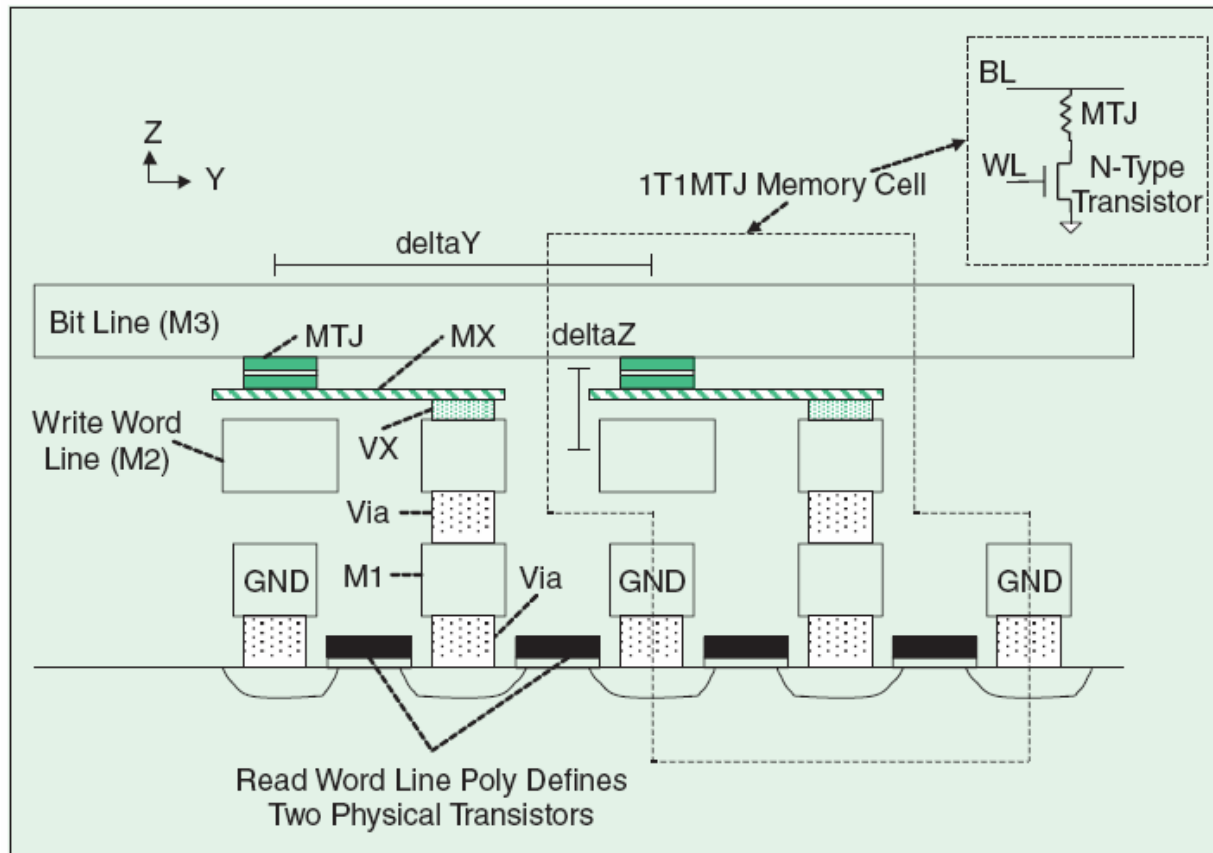 BL
MTJ
WL
N-Type
Transistor
Z
Y
1T1MTJ Memory Cell
deltaY
Bit Line (M3)
MTJ
MX
deltaZ
Write Word
Line (M2)
VX
Via
GND
M1
Via
GND
GND
Read Word Line Poly Defines
Two Physical Transistors